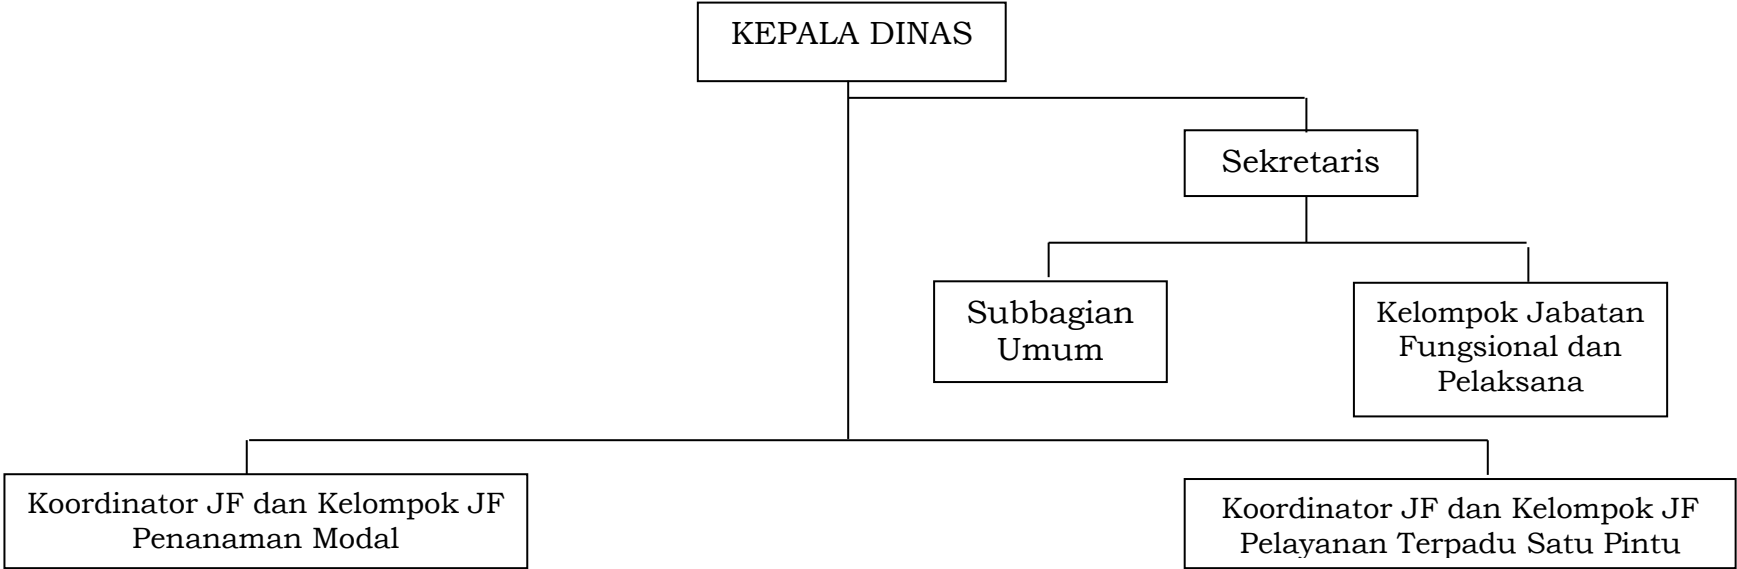 KEPALA DINAS
Sekretaris
Subbagian
Umum
Kelompok Jabatan
Fungsional dan
Pelaksana
Koordinator JF dan Kelompok JF
Penanaman Modal
Koordinator JF dan Kelompok JF
Pelayanan Terpadu Satu Pintu